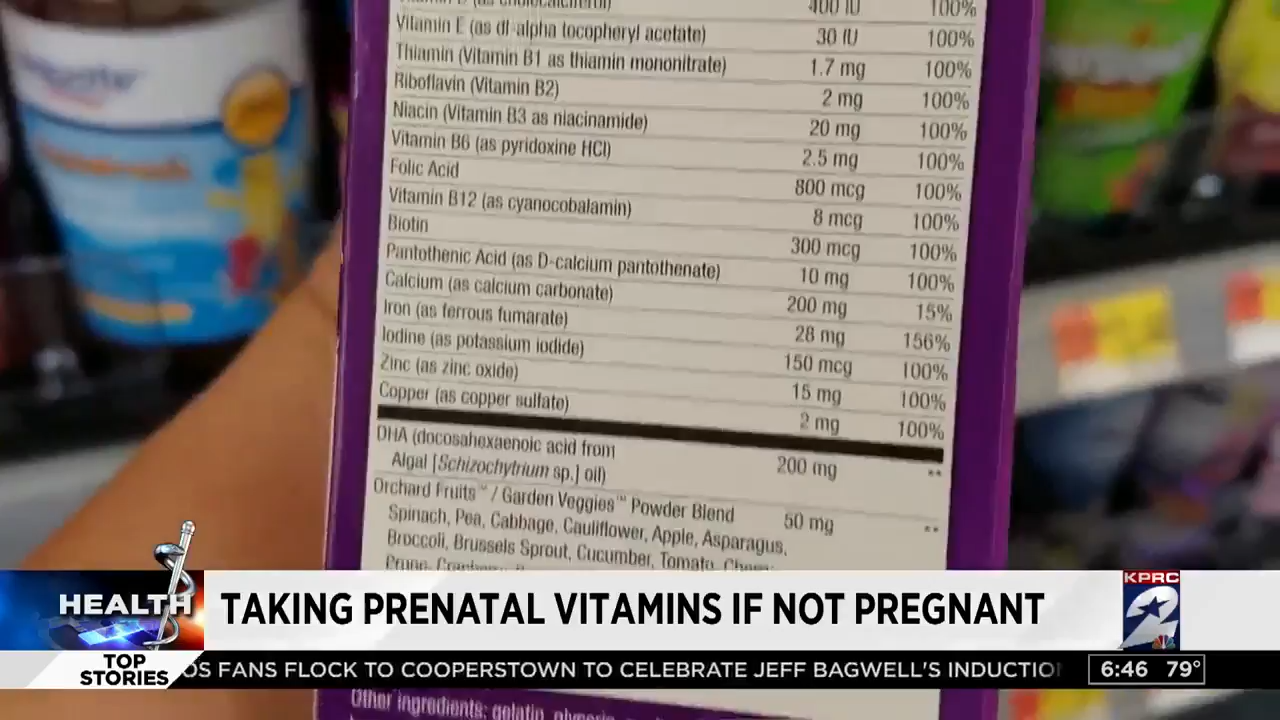 400 IU 100%
Vitamin E (as dl-alpha tocopheryl acetate) 30 IU 100%
Thiamin (Vitamin B1 as thiamin mononitrate) 1.7 mg 100%
Riboflavin (Vitamin B2) 2 mg 100%
Niacin (Vitamin B3 as niacinamide) 20 mg 100%
Vitamin B6 (as pyridoxine HCl) 2.5 mg 100%
Folic Acid 800 mcg 100%
Vitamin B12 (as cyanocobalamin) 8 mcg 100%
Biotin 300 mcg 100%
Pantothenic Acid (as D-calcium pantothenate) 10 mg 100%
Calcium (as calcium carbonate) 200 mg 15%
Iron (as ferrous fumarate) 28 mg 156%
Iodine (as potassium iodide) 150 mcg 100%
Zinc (as zinc oxide) 15 mg 100%
Copper (as copper sulfate) 2 mg 100%
DHA (docosahexaenoic acid from
Algal [Schizochytrium sp.] oil) 200 mg **
Orchard Fruits™ / Garden Veggies™ Powder Blend 50 mg **
Spinach, Pea, Cabbage, Cauliflower, Apple, Asparagus,
Broccoli, Brussels Sprout, Cucumber, Tomato,
HEALTH
TAKING PRENATAL VITAMINS IF NOT PREGNANT
KPRC
2
TOP
STORIES
OS FANS FLOCK TO COOPERSTOWN TO CELEBRATE JEFF BAGWELL'S INDUCTIO
6:46 79°
Other ingredients: gelatin,